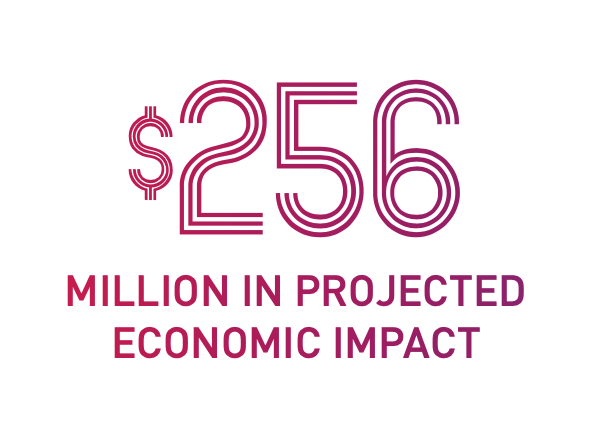 $256
MILLION IN PROJECTED
ECONOMIC IMPACT